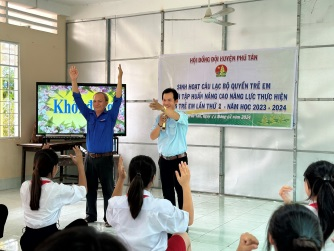 HỘI ĐỒNG ĐỘI HUYỆN PHÚ TÂN
SINH HOẠT CÂU LẠC BỘ QUYỀN TRẺ EM
TẬP HUẤN NÂNG CAO NĂNG LỰC THỰC HIỆN
TRẺ EM LẦN THỨ 2 - NĂM HỌC 2023 - 2024
Khởi